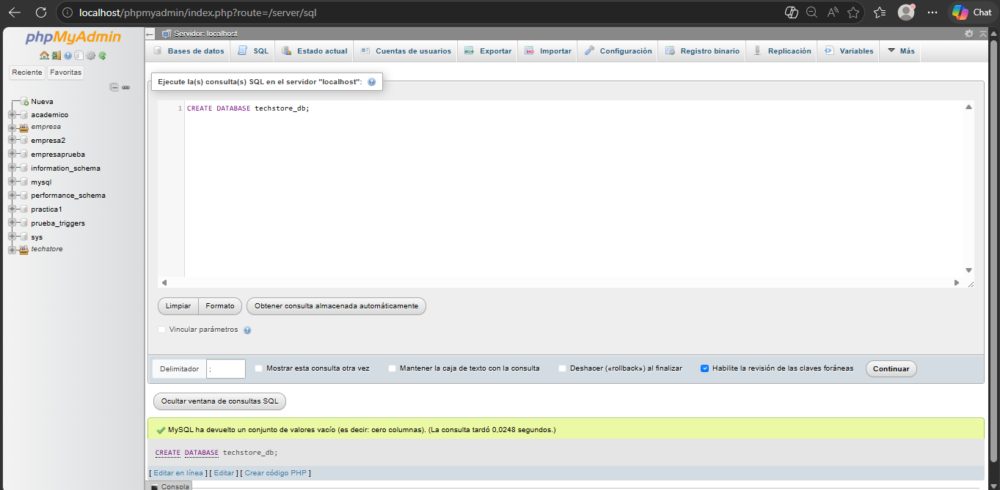 localhost/phpmyadmin/index.php?route=/server/sql
Chat
phpMyAdmin
Reciente
Favoritas
Nueva
academico
empresa
empresa2
empresaprueba
information_schema
mysql
performance_schema
practica1
prueba_triggers
sys
techstore
Servidor: localhost
Bases de datos
SQL
Estado actual
Cuentas de usuarios
Exportar
Importar
Configuración
Registro binario
Replicación
Variables
Más
Ejecute la(s) consulta(s) SQL en el servidor "localhost":
1 CREATE DATABASE techstore_db;
Limpiar
Formato
Obtener consulta almacenada automáticamente
Vincular parámetros
Delimitador ;
Mostrar esta consulta otra vez
Mantener la caja de texto con la consulta
Deshacer («rollback») al finalizar
Habilite la revisión de las claves foráneas
Continuar
Ocultar ventana de consultas SQL
MySQL ha devuelto un conjunto de valores vacío (es decir: cero columnas). (La consulta tardó 0,0248 segundos.)
CREATE DATABASE techstore_db;
[ Editar en línea ] [ Editar ] [ Crear código PHP ]
Consola